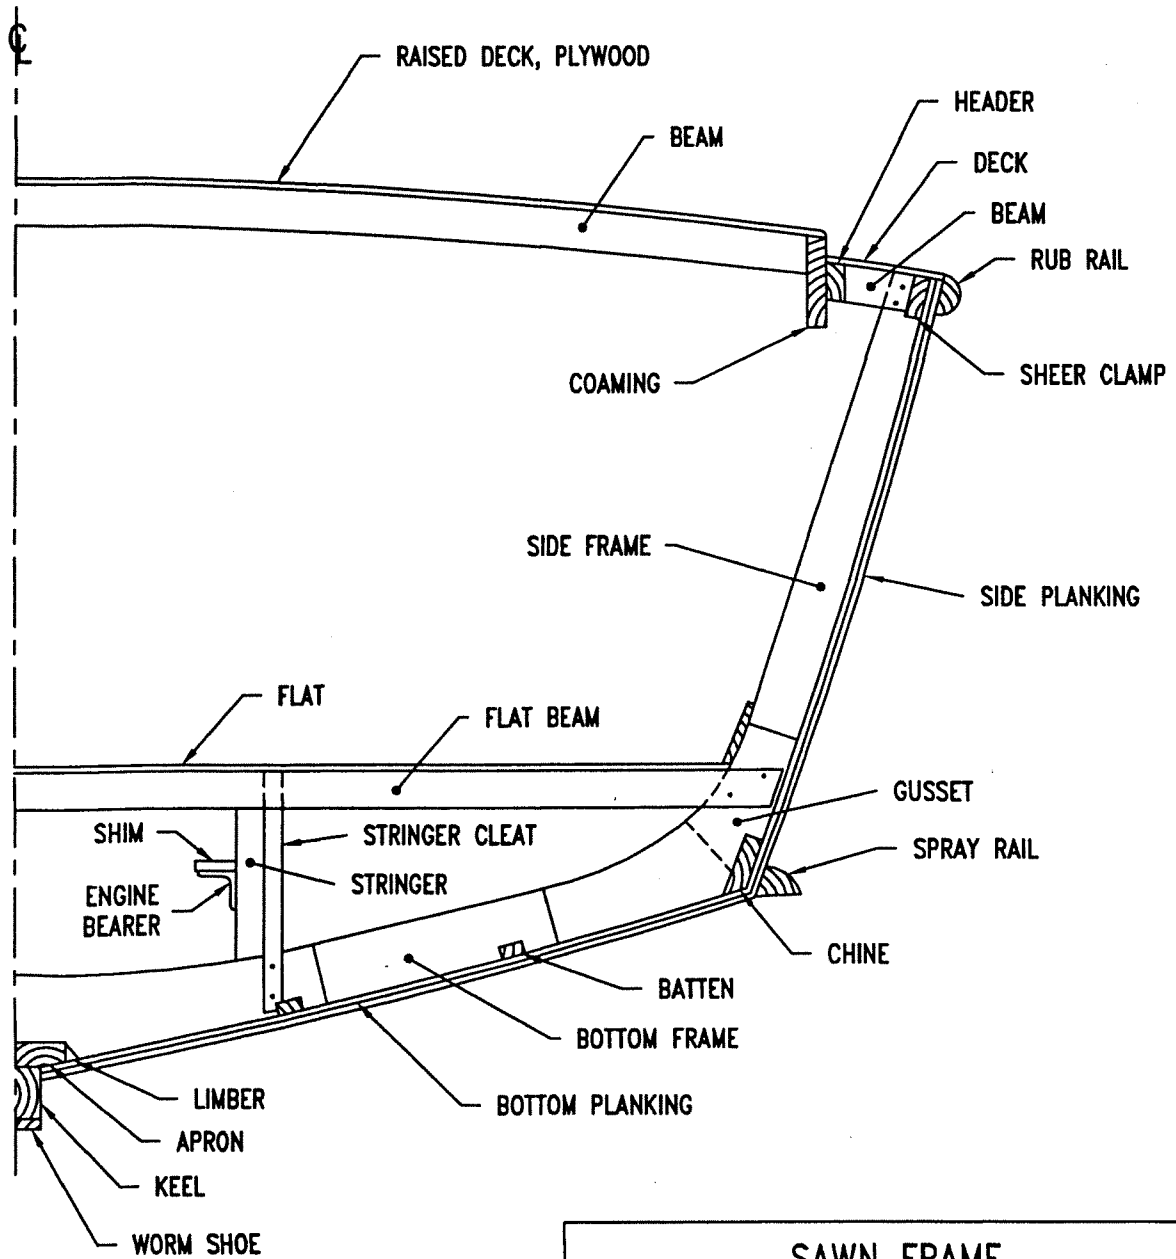 ℄
RAISED DECK, PLYWOOD
HEADER
BEAM
DECK
BEAM
RUB RAIL
COAMING
SHEER CLAMP
SIDE FRAME
SIDE PLANKING
FLAT
FLAT BEAM
GUSSET
SHIM
STRINGER CLEAT
SPRAY RAIL
STRINGER
ENGINE
BEARER
CHINE
BATTEN
BOTTOM FRAME
LIMBER
BOTTOM PLANKING
APRON
KEEL
WORM SHOE
SAWN FRAME